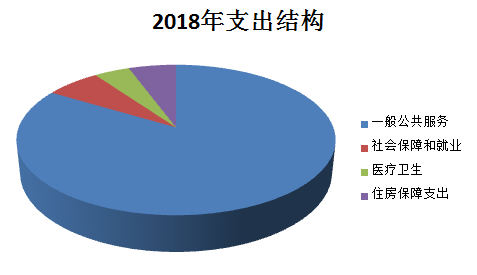 2018年支出结构
一般公共服务
社会保障和就业
医疗卫生
住房保障支出